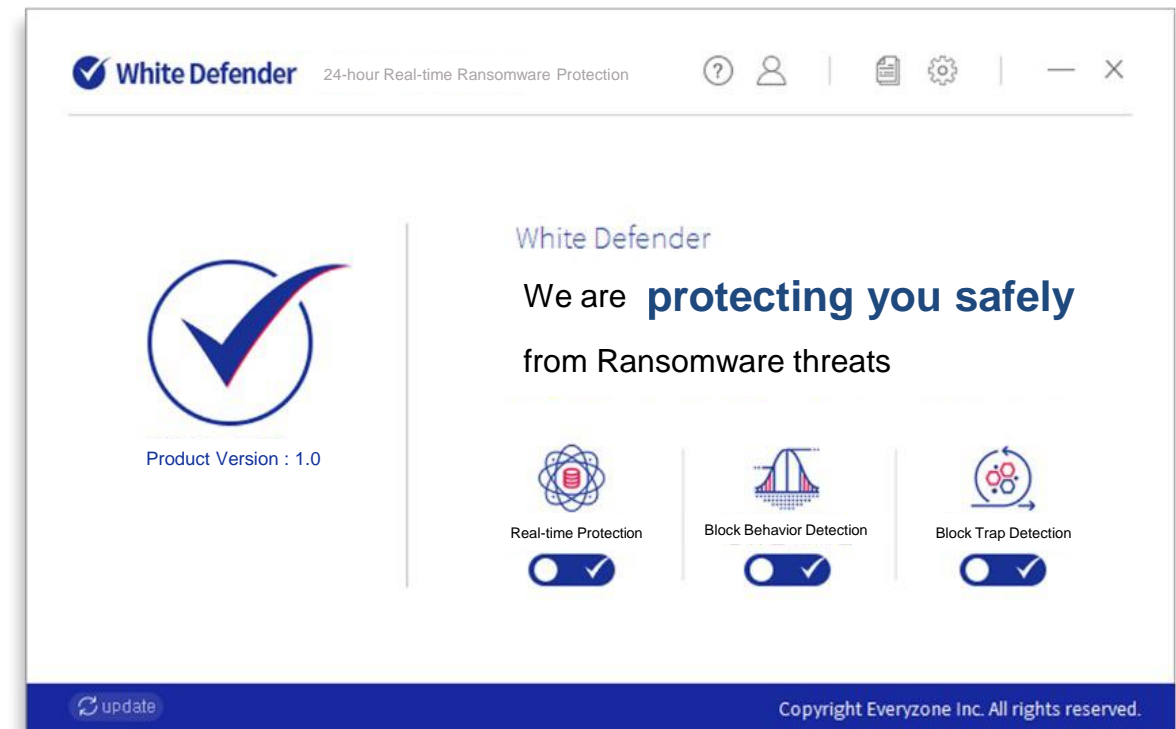 White Defender 24-hour Real-time Ransomware Protection
White Defender
We are protecting you safely
from Ransomware threats
Product Version : 1.0
Real-time Protection
Block Behavior Detection
Block Trap Detection
update
Copyright Everyzone Inc. All rights reserved.